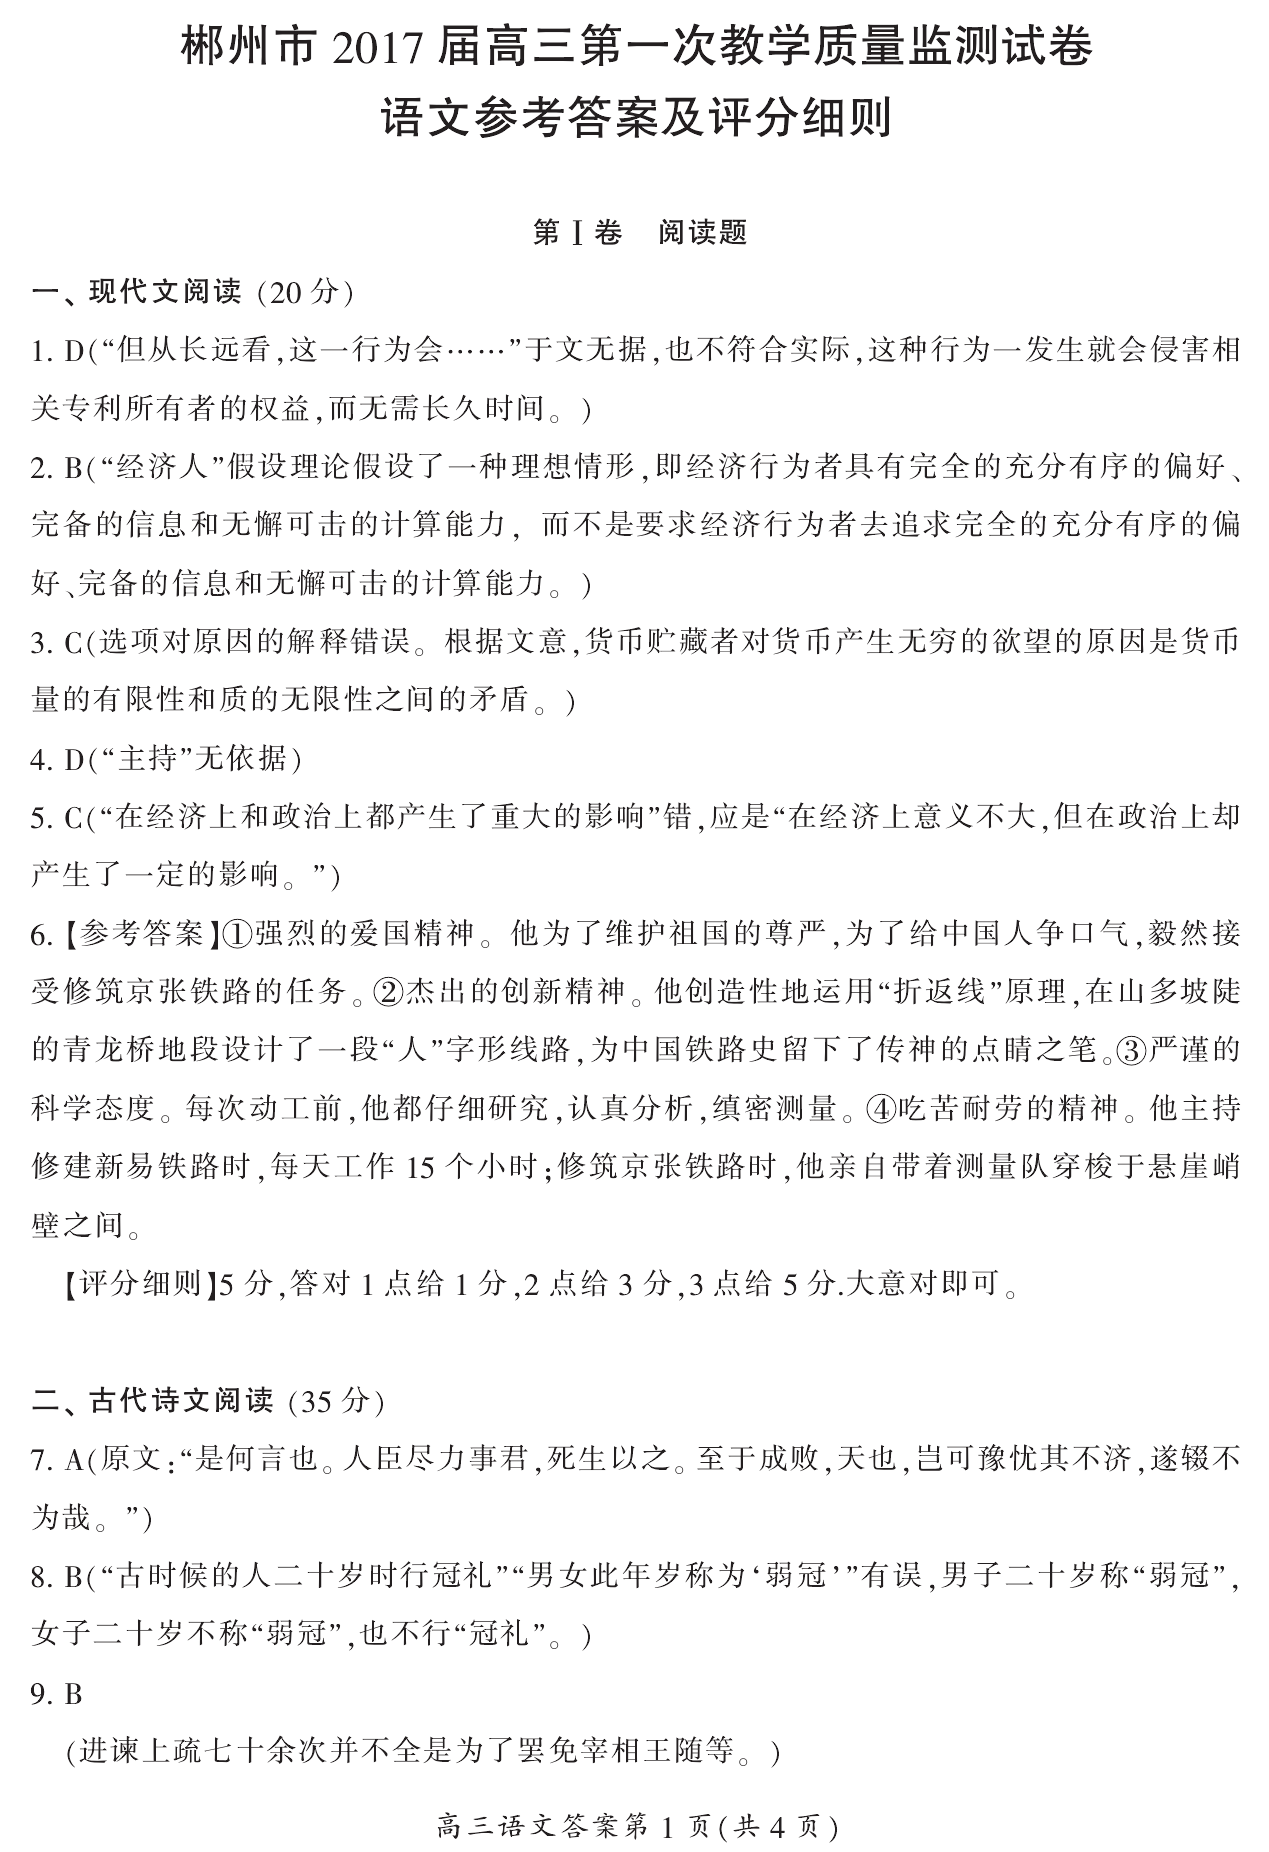 郴州市 2017 届高三第一次教学质量监测试卷
语文参考答案及评分细则
第 I 卷　阅读题
一、现代文阅读 (20 分)
1. D(“但从长远看,这一行为会……”于文无据,也不符合实际,这种行为一发生就会侵害相
关专利所有者的权益,而无需长久时间。)
2. B(“经济人”假设理论假设了一种理想情形,即经济行为者具有完全的充分有序的偏好、
完备的信息和无懈可击的计算能力, 而不是要求经济行为者去追求完全的充分有序的偏
好、完备的信息和无懈可击的计算能力。)
3. C(选项对原因的解释错误。根据文意,货币贮藏者对货币产生无穷的欲望的原因是货币
量的有限性和质的无限性之间的矛盾。)
4. D(“主持”无依据)
5. C(“在经济上和政治上都产生了重大的影响”错,应是“在经济上意义不大,但在政治上却
产生了一定的影响。”)
6.【参考答案】①强烈的爱国精神。他为了维护祖国的尊严,为了给中国人争口气,毅然接
受修筑京张铁路的任务。②杰出的创新精神。他创造性地运用“折返线”原理,在山多坡陡
的青龙桥地段设计了一段“人”字形线路,为中国铁路史留下了传神的点睛之笔。③严谨的
科学态度。每次动工前,他都仔细研究,认真分析,缜密测量。④吃苦耐劳的精神。他主持
修建新易铁路时,每天工作 15 个小时;修筑京张铁路时,他亲自带着测量队穿梭于悬崖峭
壁之间。
【评分细则】5 分,答对 1 点给 1 分,2 点给 3 分,3 点给 5 分.大意对即可。
二、古代诗文阅读 (35 分)
7. A(原文:“是何言也。人臣尽力事君,死生以之。至于成败,天也,岂可豫忧其不济,遂辍不
为哉。”)
8. B(“古时候的人二十岁时行冠礼”“男女此年岁称为‘弱冠’”有误,男子二十岁称“弱冠”,
女子二十岁不称“弱冠”,也不行“冠礼”。)
9. B
(进谏上疏七十余次并不全是为了罢免宰相王随等。)
高三语文答案第 1 页(共 4 页)